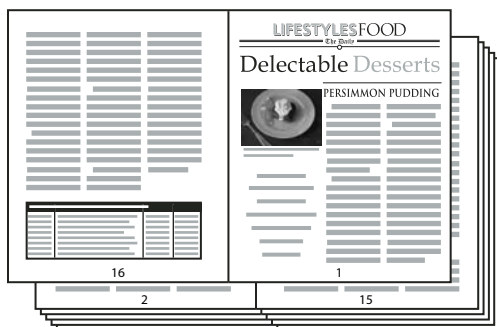 LIFESTYLESFOOD
The Daily
Delectable Desserts
PERSIMMON PUDDING
16
1
2
15